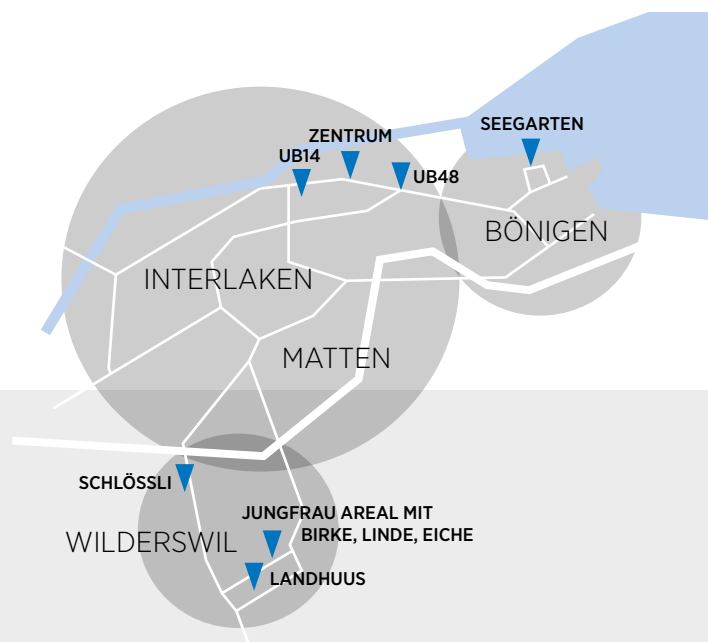 SEEGARTEN
ZENTRUM
UB14
UB48
BÖNIGEN
INTERLAKEN
MATTEN
SCHLÖSSLI
JUNGFRAU AREAL MIT
BIRKE, LINDE, EICHE
WILDERSWIL
LANDHUUS